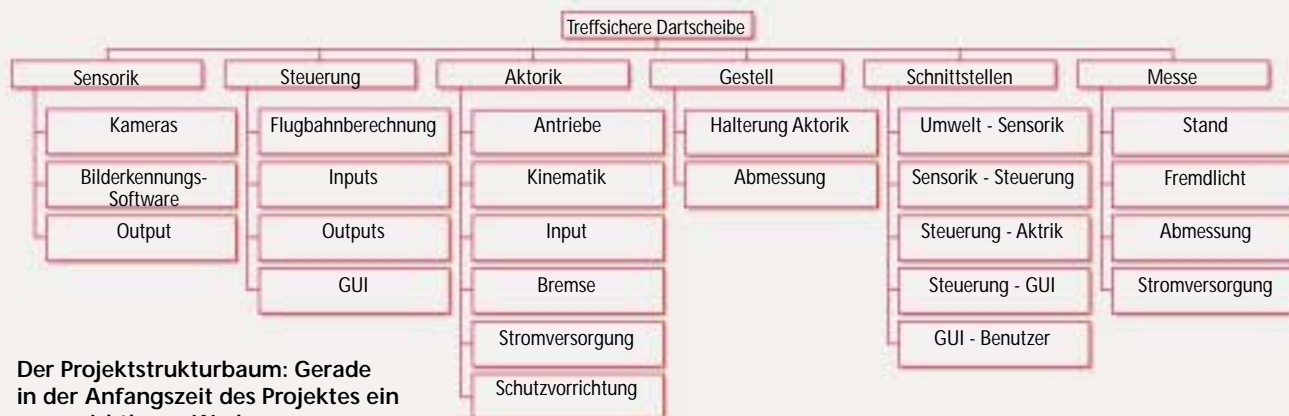 Treffsichere Dartscheibe
Sensorik
Kameras
Bilderkennungs-
Software
Output
Steuerung
Flugbahnberechnung
Inputs
Outputs
GUI
Aktorik
Antriebe
Kinematik
Input
Bremse
Stromversorgung
Schutzvorrichtung
Gestell
Halterung Aktorik
Abmessung
Schnittstellen
Umwelt - Sensorik
Sensorik - Steuerung
Steuerung - Aktrik
Steuerung - GUI
GUI - Benutzer
Messe
Stand
Fremdlicht
Abmessung
Stromversorgung
Der Projektstrukturbaum: Gerade
in der Anfangszeit des Projektes ein